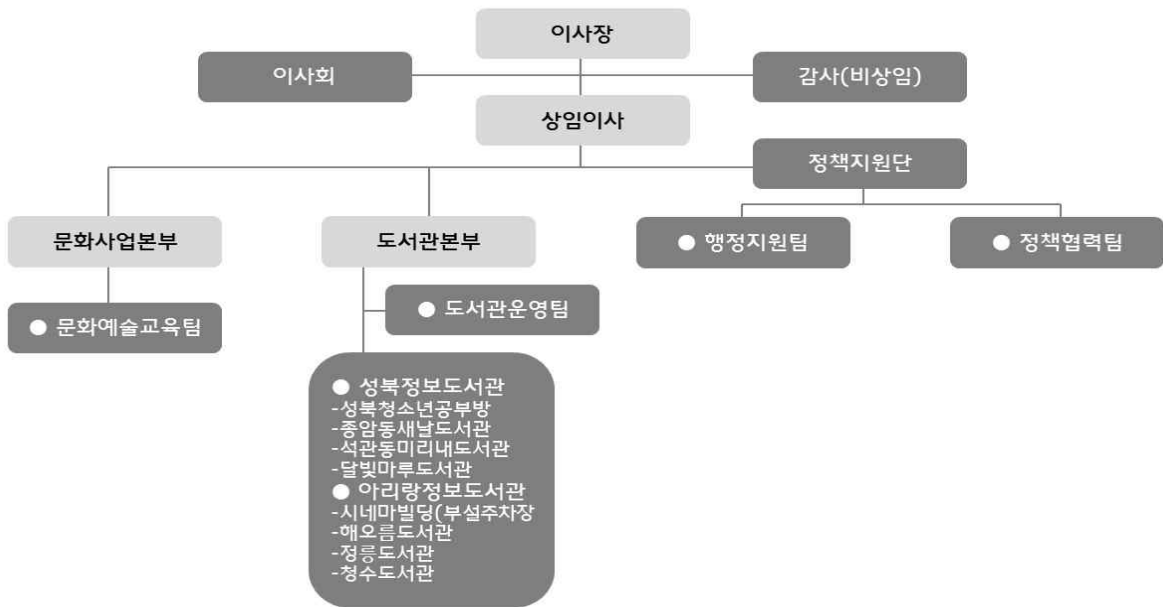 이사장
이사회
감사(비상임)
상임이사
정책지원단
문화사업본부
도서관본부
● 행정지원팀
● 정책협력팀
● 문화예술교육팀
● 도서관운영팀
● 성북정보도서관
-성북청소년공부방
-종암동새날도서관
-석관동미리내도서관
-달빛마루도서관
● 아리랑정보도서관
-시네마빌딩(부설주차장
-해오름도서관
-정릉도서관
-청수도서관